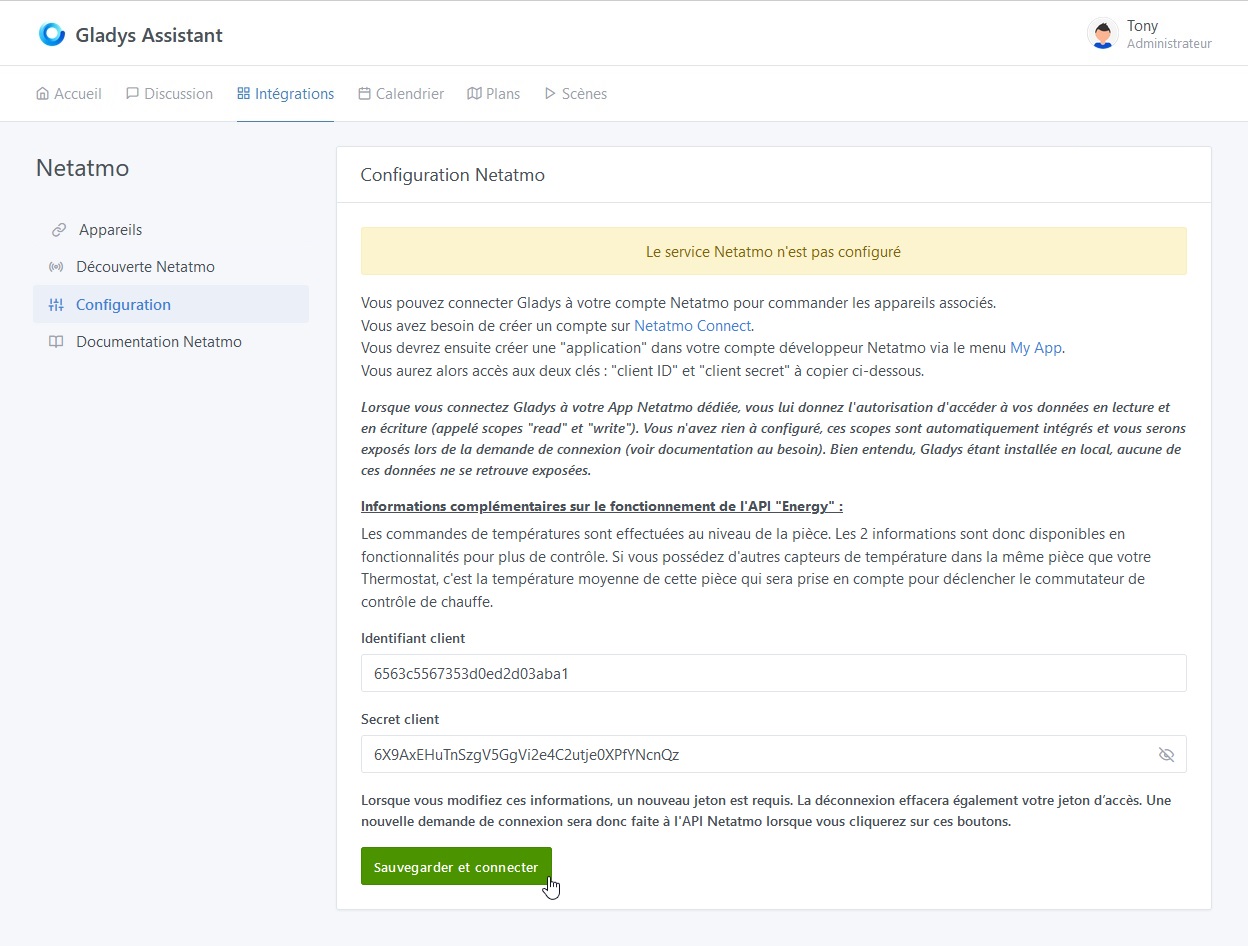 Gladys Assistant
Tony
Administrateur
Accueil
Discussion
Intégrations
Calendrier
Plans
Scènes
Netatmo
Appareils
Découverte Netatmo
Configuration
Documentation Netatmo
Configuration Netatmo
Le service Netatmo n'est pas configuré
Vous pouvez connecter Gladys à votre compte Netatmo pour commander les appareils associés.
Vous avez besoin de créer un compte sur Netatmo Connect.
Vous devrez ensuite créer une "application" dans votre compte développeur Netatmo via le menu My App.
Vous aurez alors accès aux deux clés : "client ID" et "client secret" à copier ci-dessous.
Lorsque vous connectez Gladys à votre App Netatmo dédiée, vous lui donnez l'autorisation d'accéder à vos données en lecture et
en écriture (appelé scopes "read" et "write"). Vous n'avez rien à configuré, ces scopes sont automatiquement intégrés et vous serons
exposés lors de la demande de connexion (voir documentation au besoin). Bien entendu, Gladys étant installée en local, aucune de
ces données ne se retrouve exposées.
Informations complémentaires sur le fonctionnement de l'API "Energy" :
Les commandes de températures sont effectuées au niveau de la pièce. Les 2 informations sont donc disponibles en
fonctionnalités pour plus de contrôle. Si vous possédez d'autres capteurs de température dans la même pièce que votre
Thermostat, c'est la température moyenne de cette pièce qui sera prise en compte pour déclencher le commutateur de
contrôle de chauffe.
Identifiant client
6563c5567353d0ed2d03aba1
Secret client
6X9AxEHuTnSzgV5GgVi2e4C2utje0XPfYNcnQz
Lorsque vous modifiez ces informations, un nouveau jeton est requis. La déconnexion effacera également votre jeton d’accès. Une
nouvelle demande de connexion sera donc faite à l'API Netatmo lorsque vous cliquerez sur ces boutons.
Sauvegarder et connecter